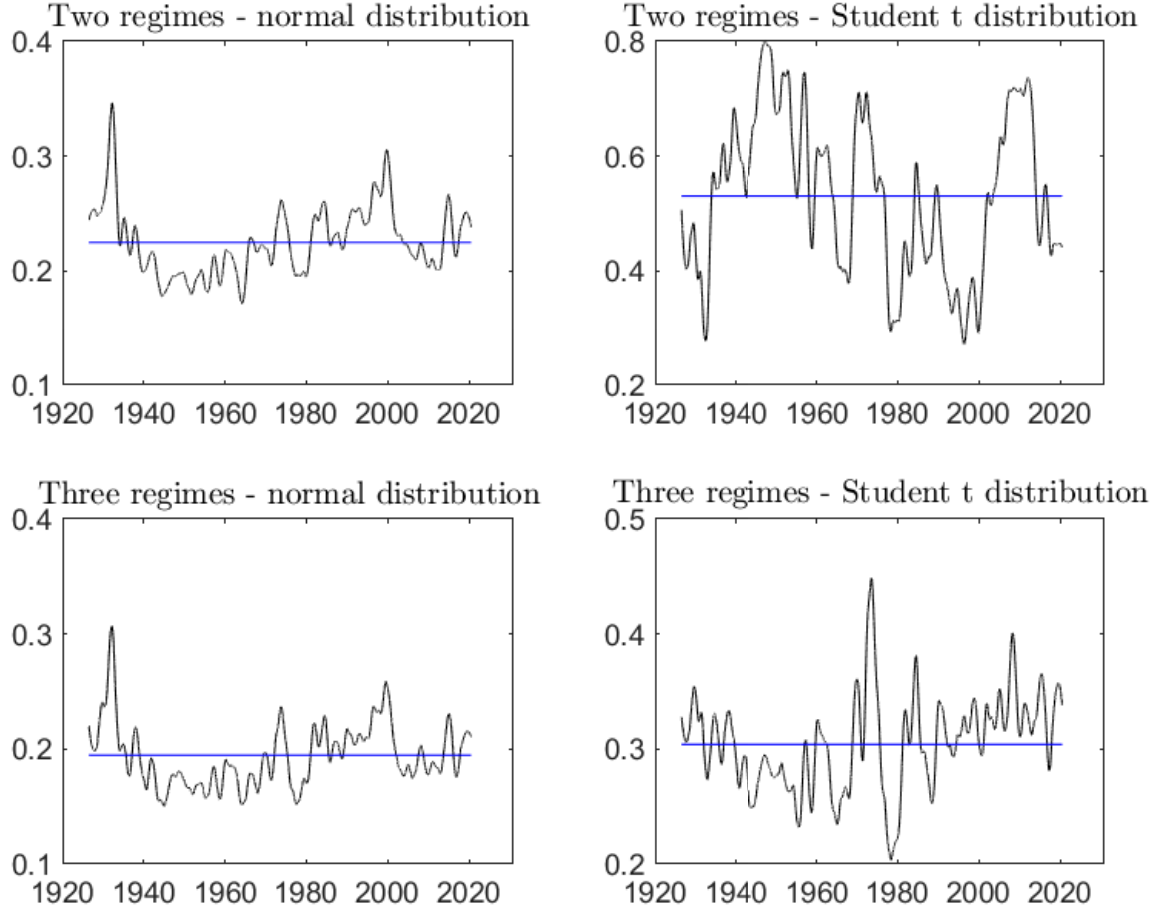 Two regimes - normal distribution
0.4
0.3
0.2
0.1
1920 1940 1960 1980 2000 2020
Two regimes - Student t distribution
0.8
0.6
0.4
0.2
1920 1940 1960 1980 2000 2020
Three regimes - normal distribution
0.4
0.3
0.2
0.1
1920 1940 1960 1980 2000 2020
Three regimes - Student t distribution
0.5
0.4
0.3
0.2
1920 1940 1960 1980 2000 2020